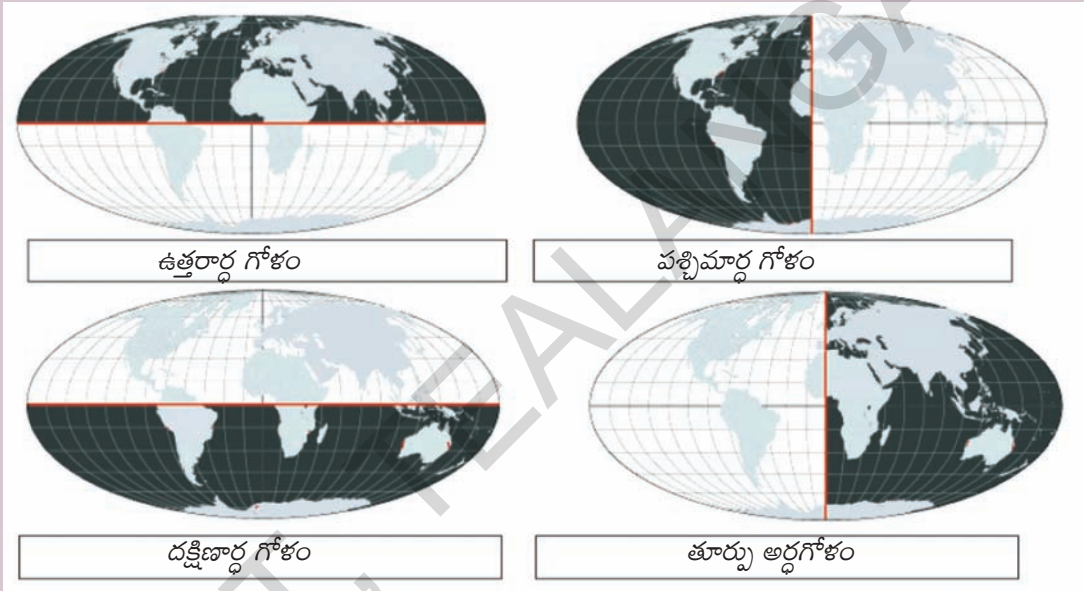 ఉత్తరార్ధ గోళం
పశ్చిమార్ధ గోళం
దక్షిణార్ధ గోళం
తూర్పు అర్ధగోళం